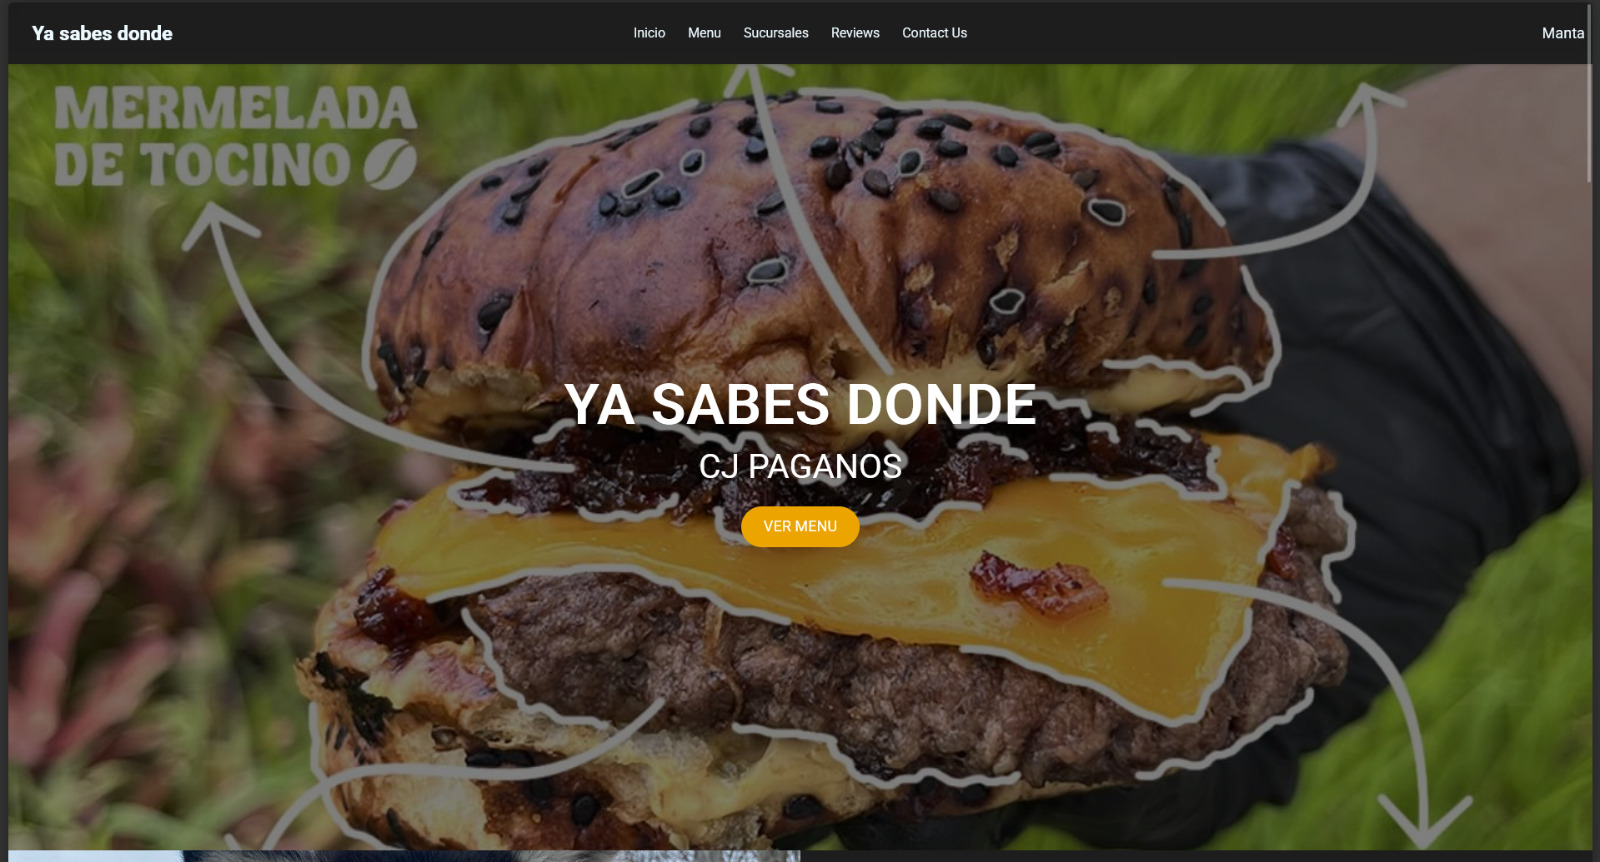 Ya sabes donde
Inicio
Menu
Sucursales
Reviews
Contact Us
Manta
MERMELADA
DE TOCINO
YA SABES DONDE
CJ PAGANOS
VER MENU